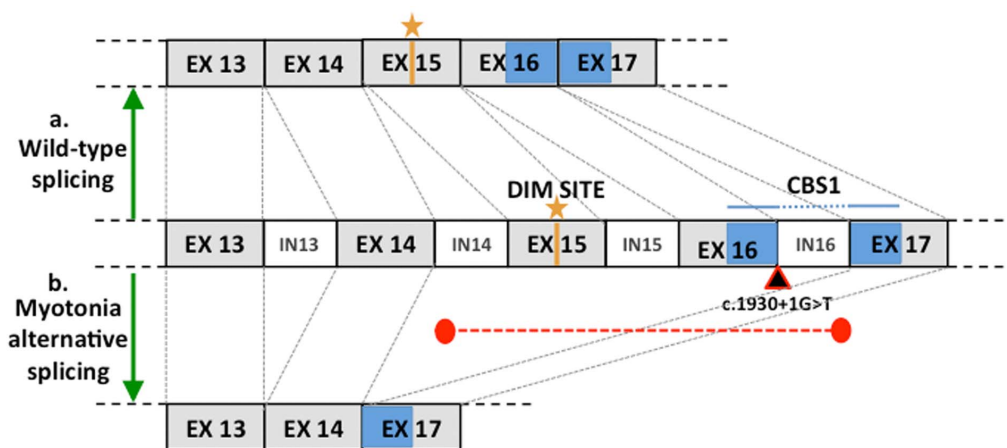 EX 13 EX 14 EX 15 EX 16 EX 17
a.
Wild-type
splicing
DIM SITE
CBS1
EX 13 IN13 EX 14 IN14 EX 15 IN15 EX 16 IN16 EX 17
b.
Myotonia
alternative
splicing
c.1930+1G>T
EX 13 EX 14 EX 17